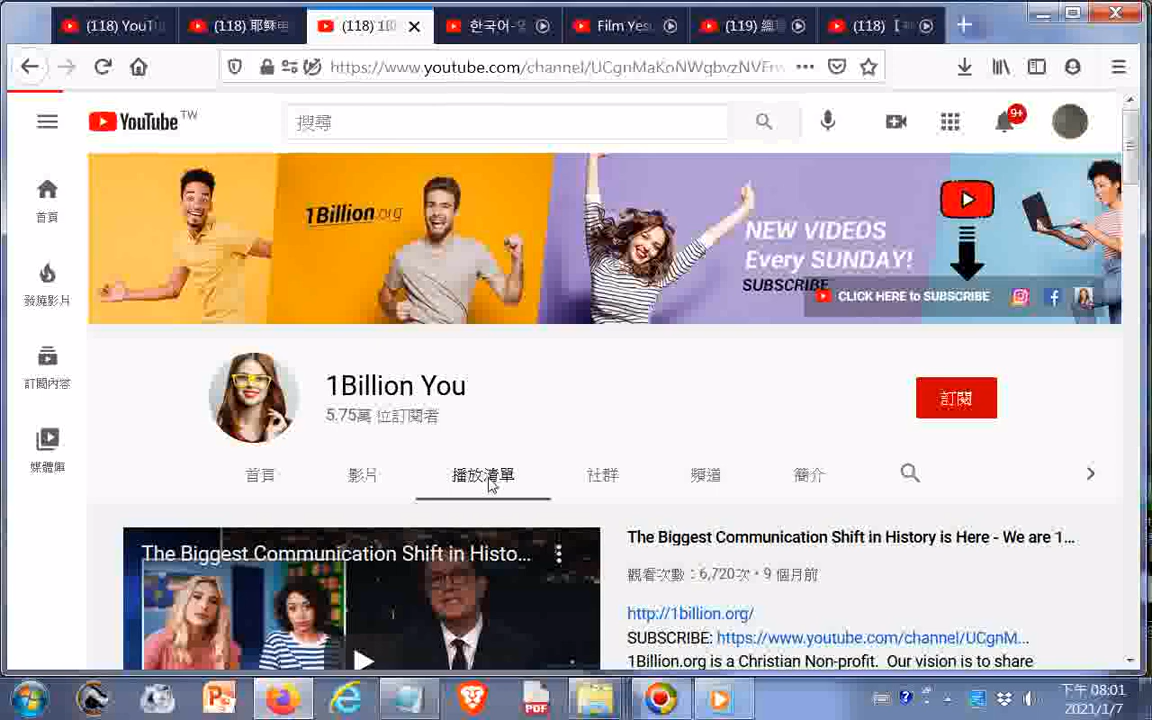 (118) YouT
(118) 耶穌
(118) 1
한국어
Film Yes
(119)
(118)
https://www.youtube.com/channel/UCgnMaKoNWgbvzNVFrw
YouTube TW
搜尋
9+
首頁
發燒影片
訂閱內容
媒體庫
1Billion.org
NEW VIDEOS
Every SUNDAY!
SUBSCRIBE
CLICK HERE to SUBSCRIBE
1Billion You
5.75萬 位訂閱者
訂閱
首頁
影片
播放清單
社群
頻道
簡介
The Biggest Communication Shift in Histo...
The Biggest Communication Shift in History is Here - We are 1...
觀看次數：6,720次 • 9 個月前
http://1billion.org/
SUBSCRIBE: https://www.youtube.com/channel/UCgnM...
1Billion.org is a Christian Non-profit. Our vision is to share
PDF
下午 08:01
2021/1/7